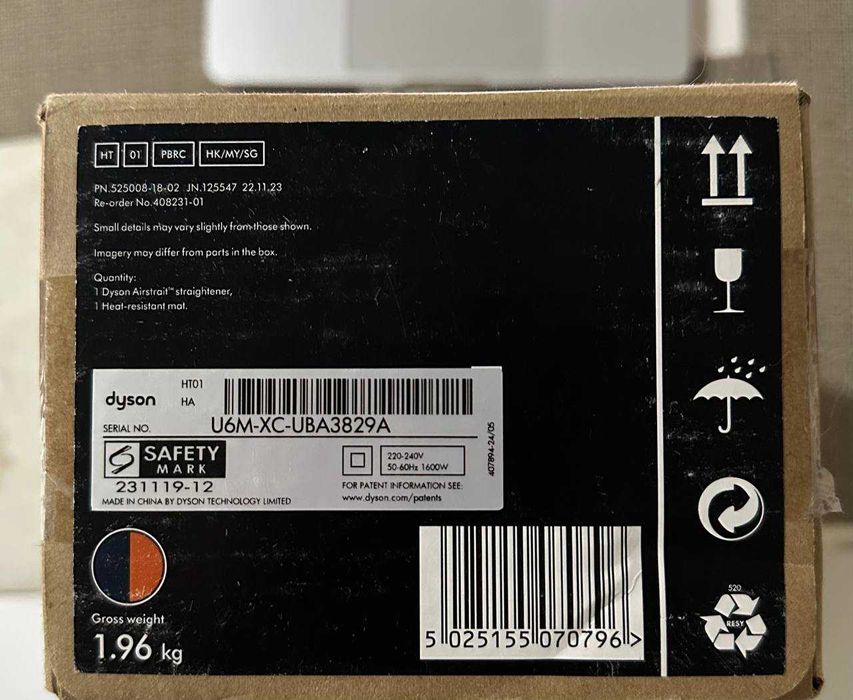 HT 01 PBRC HK/MY/SG
PN.525008-18-02 JN.125547 22.11.23
Re-order No.408231-01
Small details may vary slightly from those shown.
Imagery may differ from parts in the box.
Quantity:
1 Dyson Airstrait™ straightener,
1 Heat-resistant mat.
dyson
HT01
HA
SERIAL NO. U6M-XC-UBA3829A
SAFETY
MARK
231119-12
MADE IN CHINA BY DYSON TECHNOLOGY LIMITED
220-240V
50-60Hz 1600W
FOR PATENT INFORMATION SEE:
www.dyson.com/patents
407894-24/05
Gross weight
1.96 kg
5 025155 070796 >
520
RESY